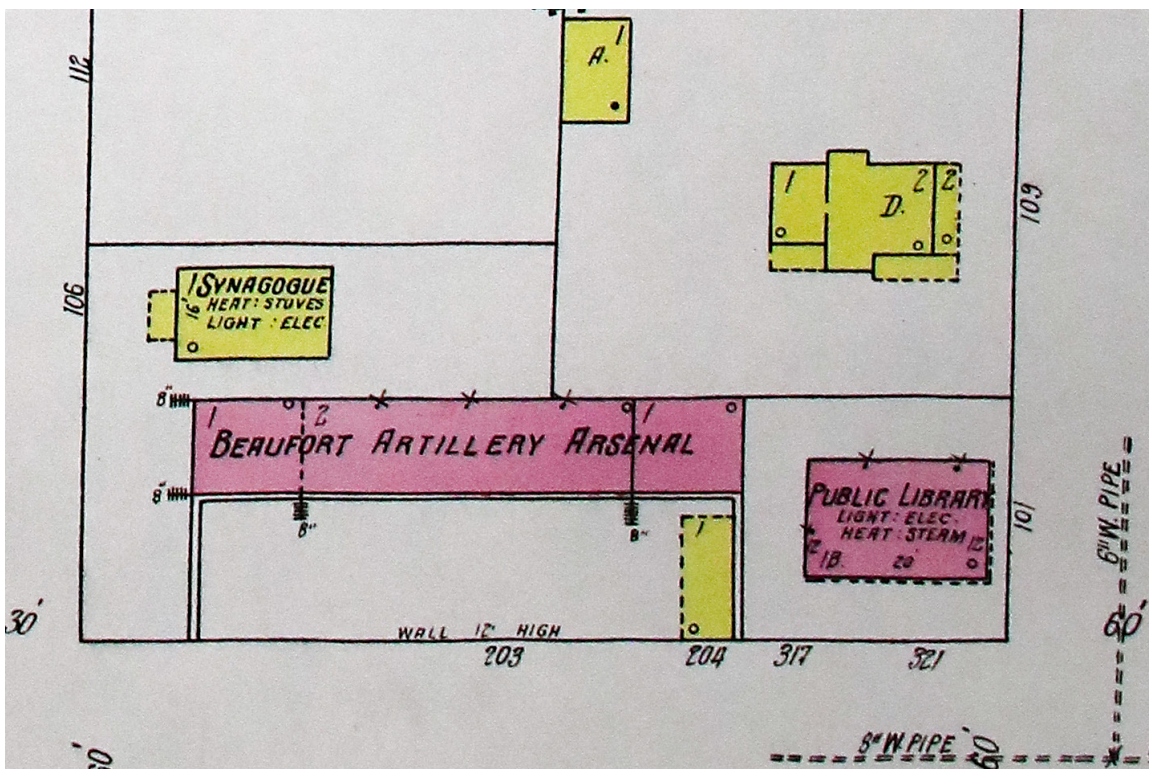 112
1
A.
1
2
2
D.
109
106
1 SYNAGOGUE
16'
HEAT: STOVES
LIGHT : ELEC
8"
1
2
1
BEAUFORT ARTILLERY ARSENAL
8"
8"
8"
1
PUBLIC LIBRARY
LIGHT: ELEC.
HEAT: STEAM
12
12
1B.
20'
101
6" W. PIPE
30'
60'
WALL 12' HIGH
203
204
317
321
8" W. PIPE
60'